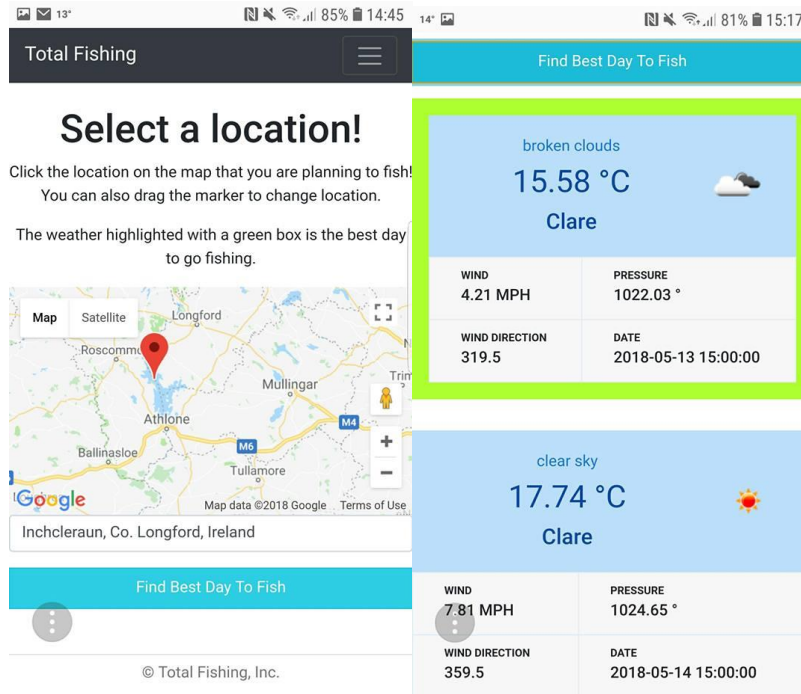 13°
85%
14:45
Total Fishing
Select a location!
Click the location on the map that you are planning to fish!
You can also drag the marker to change location.
The weather highlighted with a green box is the best day
to go fishing.
Map
Satellite
Longford
Roscomm
Mullingar
Trim
Athlone
M4
M6
Ballinasloe
Tullamore
Google
Map data ©2018 Google
Terms of Use
Inchcleraun, Co. Longford, Ireland
Find Best Day To Fish
© Total Fishing, Inc.
14°
81%
15:17
Find Best Day To Fish
broken clouds
15.58 °C
Clare
WIND
4.21 MPH
PRESSURE
1022.03 °
WIND DIRECTION
319.5
DATE
2018-05-13 15:00:00
clear sky
17.74 °C
Clare
WIND
7.81 MPH
PRESSURE
1024.65 °
WIND DIRECTION
359.5
DATE
2018-05-14 15:00:00